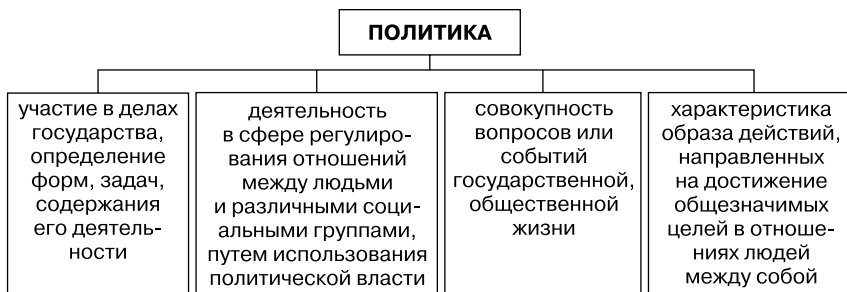 ПОЛИТИКА
участие в делах
государства,
определение
форм, задач,
содержания
его деятель-
ности
деятельность
в сфере регулиро-
вания отношений
между людьми
и различными соци-
альными группами,
путем использования
политической власти
совокупность
вопросов или
событий
государственной,
общественной
жизни
характеристика
образа действий,
направленных
на достижение
общезначимых
целей в отноше-
ниях людей
между собой